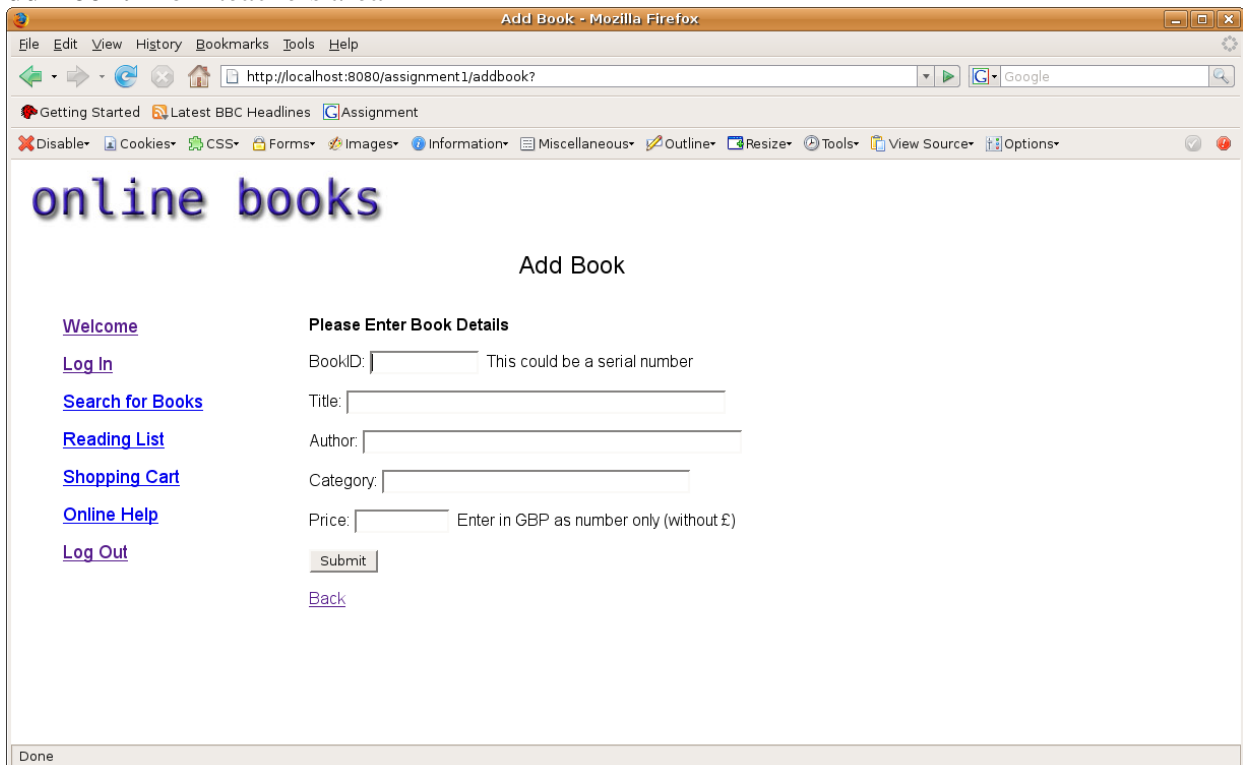 Add Book - Mozilla Firefox
File Edit View History Bookmarks Tools Help
http://localhost:8080/assignment1/addbook?
G Google
Getting Started Latest BBC Headlines G Assignment
Disable Cookies CSS Forms Images Information Miscellaneous Outline Resize Tools View Source Options
online books
Add Book
Welcome
Log In
Search for Books
Reading List
Shopping Cart
Online Help
Log Out
Please Enter Book Details
BookID: This could be a serial number
Title:
Author:
Category:
Price: Enter in GBP as number only (without £)
Submit
Back
Done